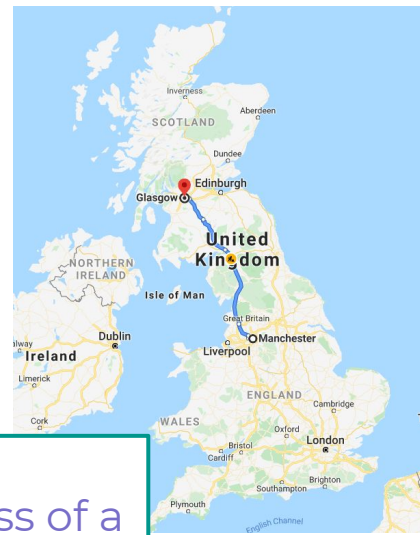 Inverness
Aberdeen
SCOTLAND
Dundee
Edinburgh
Glasgow
United
Kingdom
NORTHERN
IRELAND
Isle of Man
Great Britain
Dublin
Manchester
Liverpool
Ireland
Limerick
ENGLAND
Cambridge
Cork
WALES
Oxford
London
Bristol
Cardiff
Brighton
Southampton
Plymouth
English Channel
ss of a